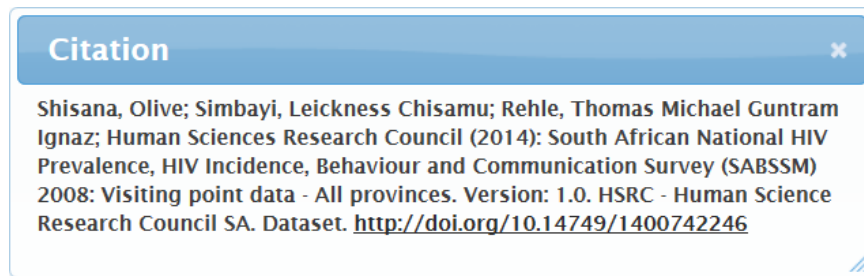 Citation
Shisana, Olive; Simbayi, Leickness Chisamu; Rehle, Thomas Michael Guntram
Ignaz; Human Sciences Research Council (2014): South African National HIV
Prevalence, HIV Incidence, Behaviour and Communication Survey (SABSSM)
2008: Visiting point data - All provinces. Version: 1.0. HSRC - Human Science
Research Council SA. Dataset. http://doi.org/10.14749/1400742246